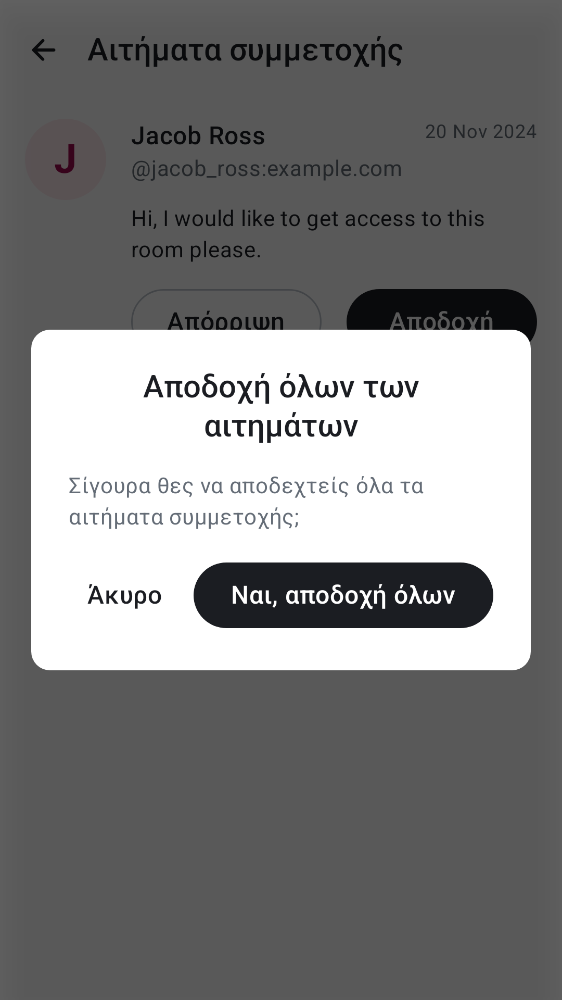 Αιτήματα συμμετοχής
J
Jacob Ross
20 Nov 2024
@jacob_ross:example.com
Hi, I would like to get access to this
room please.
Απόρριψη
Αποδοχή
Αποδοχή όλων των
αιτημάτων
Σίγουρα θες να αποδεχτείς όλα τα
αιτήματα συμμετοχής;
Άκυρο
Ναι, αποδοχή όλων